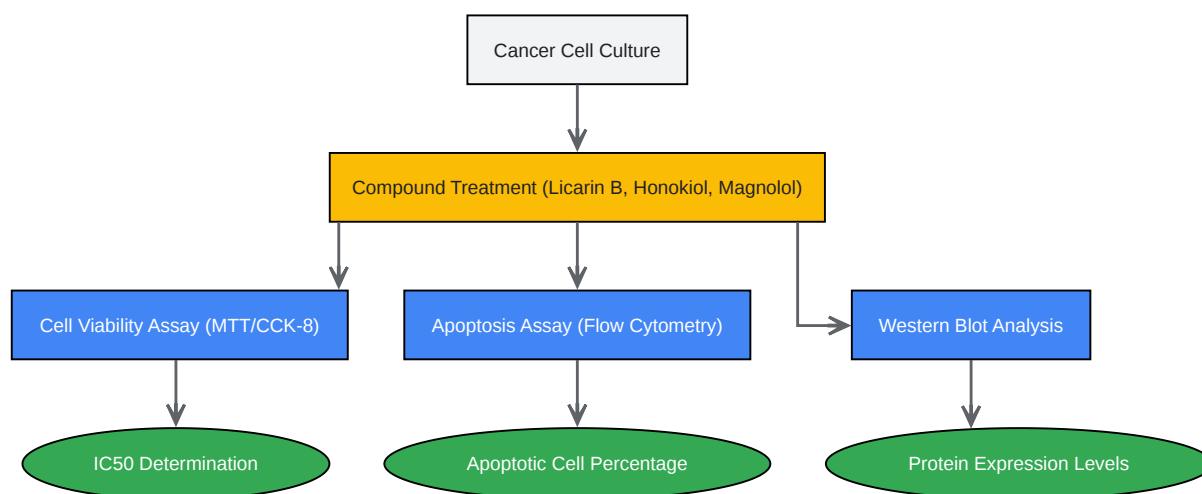 Cancer Cell Culture
Compound Treatment (Licarin B, Honokiol, Magnolol)
Cell Viability Assay (MTT/CCK-8)
Apoptosis Assay (Flow Cytometry)
Western Blot Analysis
IC50 Determination
Apoptotic Cell Percentage
Protein Expression Levels